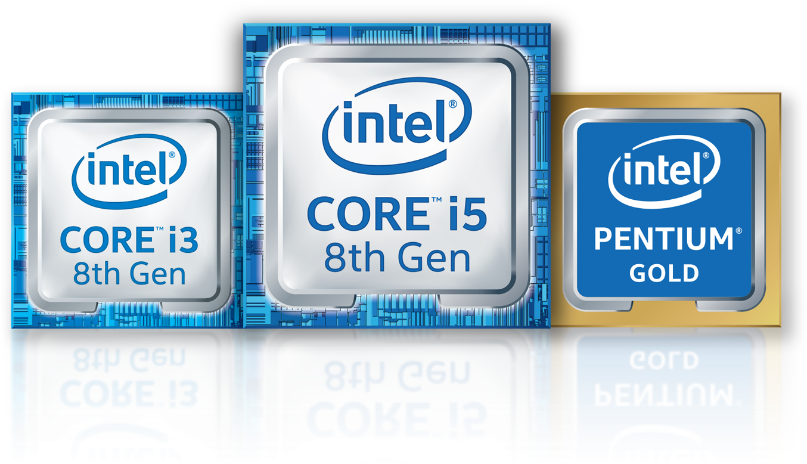 intel®
CORE™ i3
8th Gen
intel®
CORE™ i5
8th Gen
intel®
PENTIUM®
GOLD